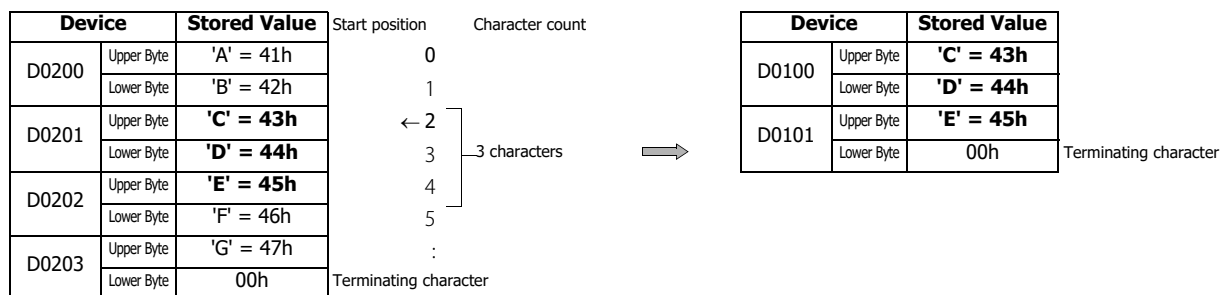 Device Stored Value Start position Character count Device Stored Value
D0200 Upper Byte 'A' = 41h 0 D0100 Upper Byte 'C' = 43h
Lower Byte 'B' = 42h 1 Lower Byte 'D' = 44h
D0201 Upper Byte 'C' = 43h ← 2 D0101 Upper Byte 'E' = 45h
Lower Byte 'D' = 44h 3 3 characters Lower Byte 00h Terminating character
D0202 Upper Byte 'E' = 45h 4
Lower Byte 'F' = 46h 5
D0203 Upper Byte 'G' = 47h :
Lower Byte 00h Terminating character